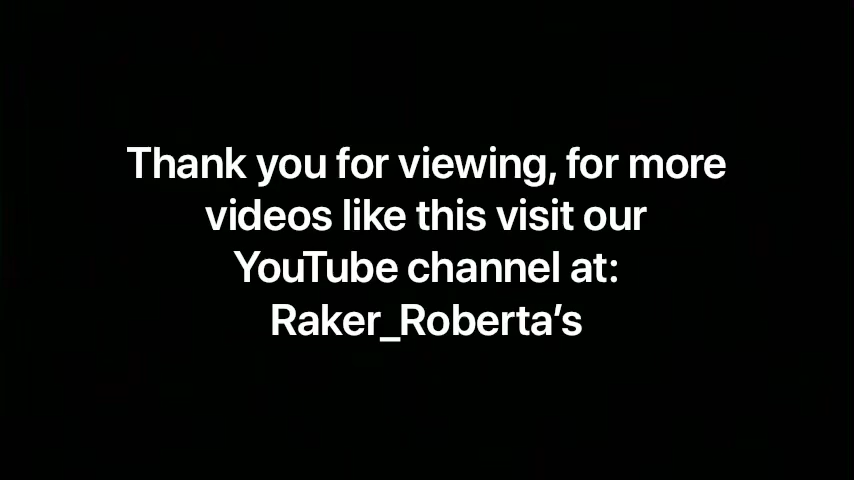 Thank you for viewing, for more
videos like this visit our
YouTube channel at:
Raker_Roberta’s